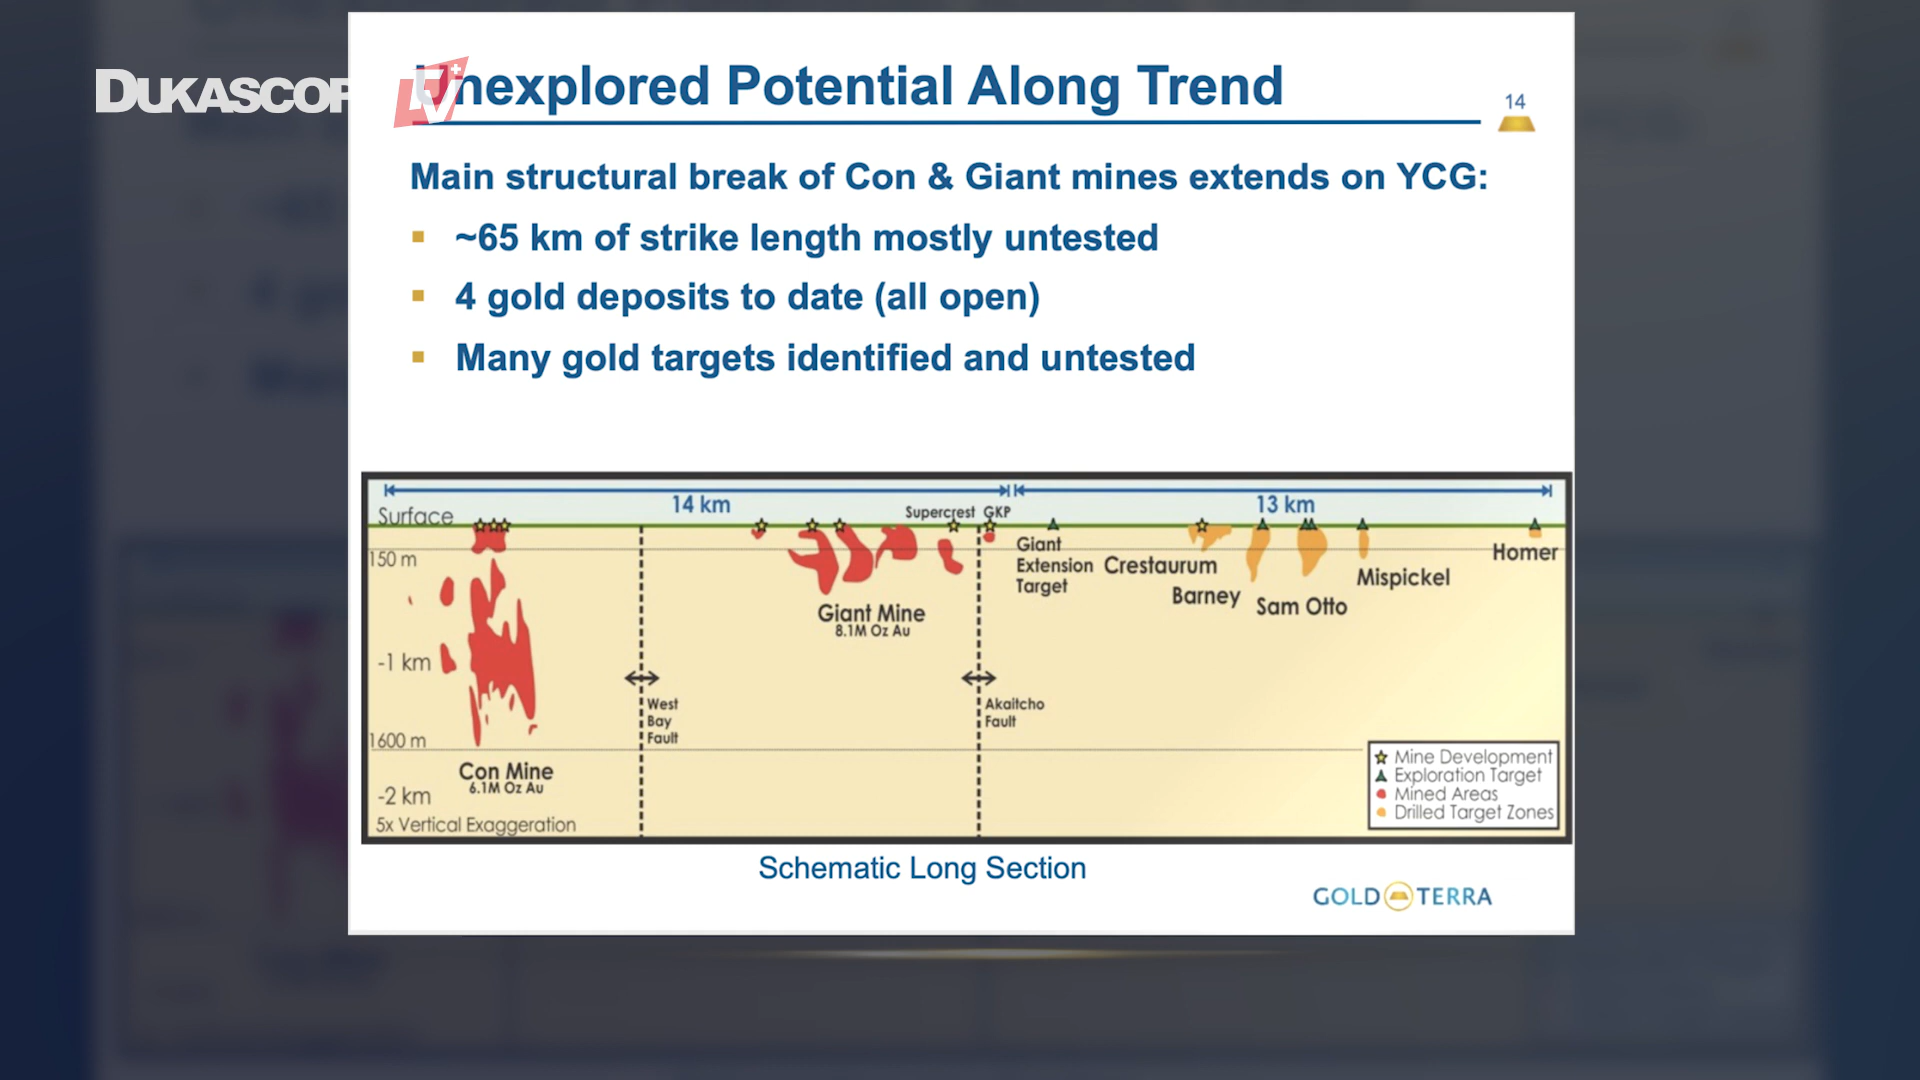 DUKASCOP TV
Unexplored Potential Along Trend
14
Main structural break of Con & Giant mines extends on YCG:
~65 km of strike length mostly untested
4 gold deposits to date (all open)
Many gold targets identified and untested
14 km
13 km
Surface
Supercrest GKP
150 m
Giant
Extension
Target
Crestaurum
Barney
Sam Otto
Mispickel
Homer
Giant Mine
8.1M Oz Au
-1 km
West
Bay
Fault
Akaitcho
Fault
1600 m
Con Mine
6.1M Oz Au
-2 km
5x Vertical Exaggeration
Mine Development
Exploration Target
Mined Areas
Drilled Target Zones
Schematic Long Section
GOLD TERRA